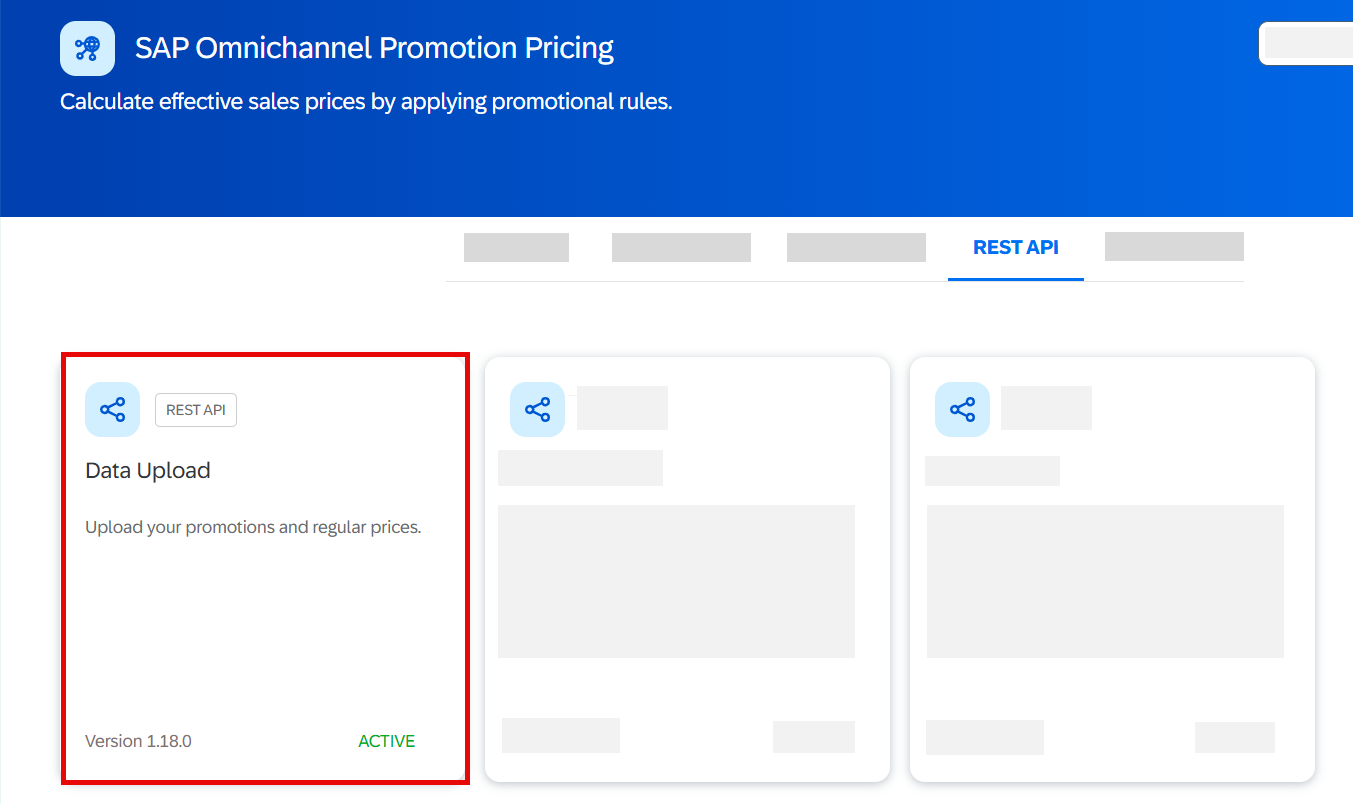 SAP Omnichannel Promotion Pricing
Calculate effective sales prices by applying promotional rules.
REST API
REST API
Data Upload
Upload your promotions and regular prices.
Version 1.18.0
ACTIVE